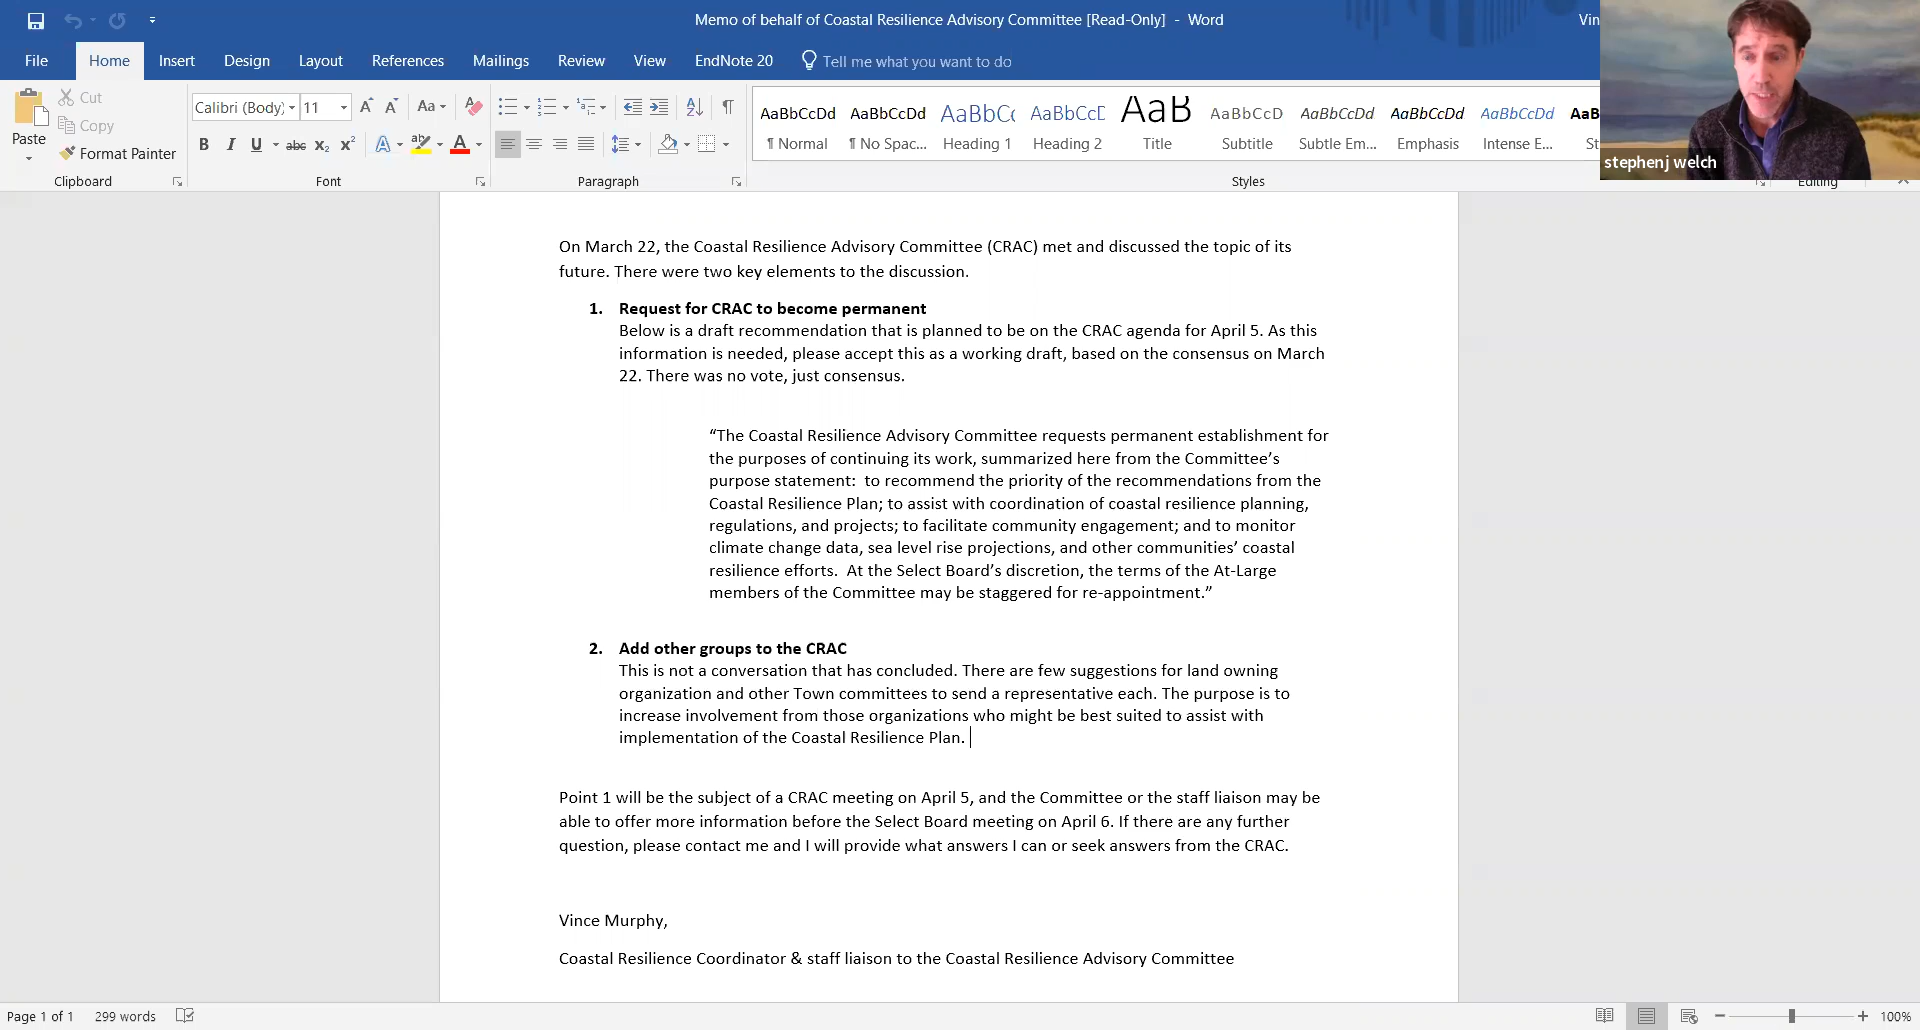 Memo of behalf of Coastal Resilience Advisory Committee [Read-Only] - Word
Vin
File Home Insert Design Layout References Mailings Review View EndNote 20 Tell me what you want to do
Paste
Cut
Copy
Format Painter
Clipboard
Calibri (Body) 11 Aa
B I U abc x₂ x² A A
Font
Paragraph
AaBbCcDd AaBbCcDd AaBbCc AaBbCcC AaB AaBbCcD AaBbCcDd AaBbCcDd AaBbCcDd AaBb
¶ Normal ¶ No Spac... Heading 1 Heading 2 Title Subtitle Subtle Em... Emphasis Intense E... St
Styles
Editing
stephenj welch
On March 22, the Coastal Resilience Advisory Committee (CRAC) met and discussed the topic of its
future. There were two key elements to the discussion.
1. Request for CRAC to become permanent
Below is a draft recommendation that is planned to be on the CRAC agenda for April 5. As this
information is needed, please accept this as a working draft, based on the consensus on March
22. There was no vote, just consensus.
“The Coastal Resilience Advisory Committee requests permanent establishment for
the purposes of continuing its work, summarized here from the Committee’s
purpose statement: to recommend the priority of the recommendations from the
Coastal Resilience Plan; to assist with coordination of coastal resilience planning,
regulations, and projects; to facilitate community engagement; and to monitor
climate change data, sea level rise projections, and other communities’ coastal
resilience efforts. At the Select Board’s discretion, the terms of the At-Large
members of the Committee may be staggered for re-appointment.”
2. Add other groups to the CRAC
This is not a conversation that has concluded. There are few suggestions for land owning
organization and other Town committees to send a representative each. The purpose is to
increase involvement from those organizations who might be best suited to assist with
implementation of the Coastal Resilience Plan.
Point 1 will be the subject of a CRAC meeting on April 5, and the Committee or the staff liaison may be
able to offer more information before the Select Board meeting on April 6. If there are any further
question, please contact me and I will provide what answers I can or seek answers from the CRAC.
Vince Murphy,
Coastal Resilience Coordinator & staff liaison to the Coastal Resilience Advisory Committee
Page 1 of 1 299 words
100%